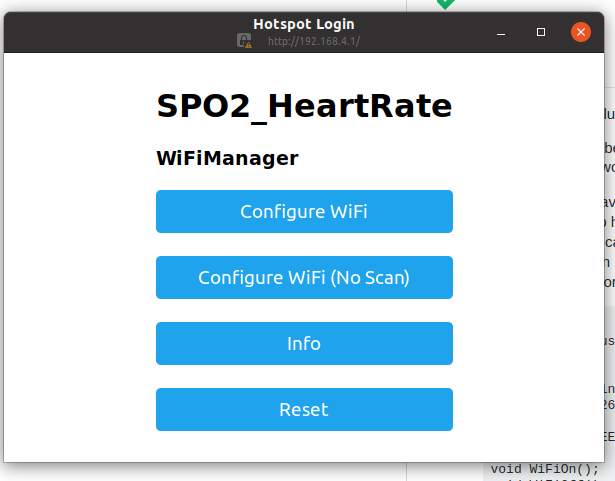 Hotspot Login
http://192.168.4.1/
SPO2_HeartRate
WiFiManager
Configure WiFi
Configure WiFi (No Scan)
Info
Reset
void WiFiOn();